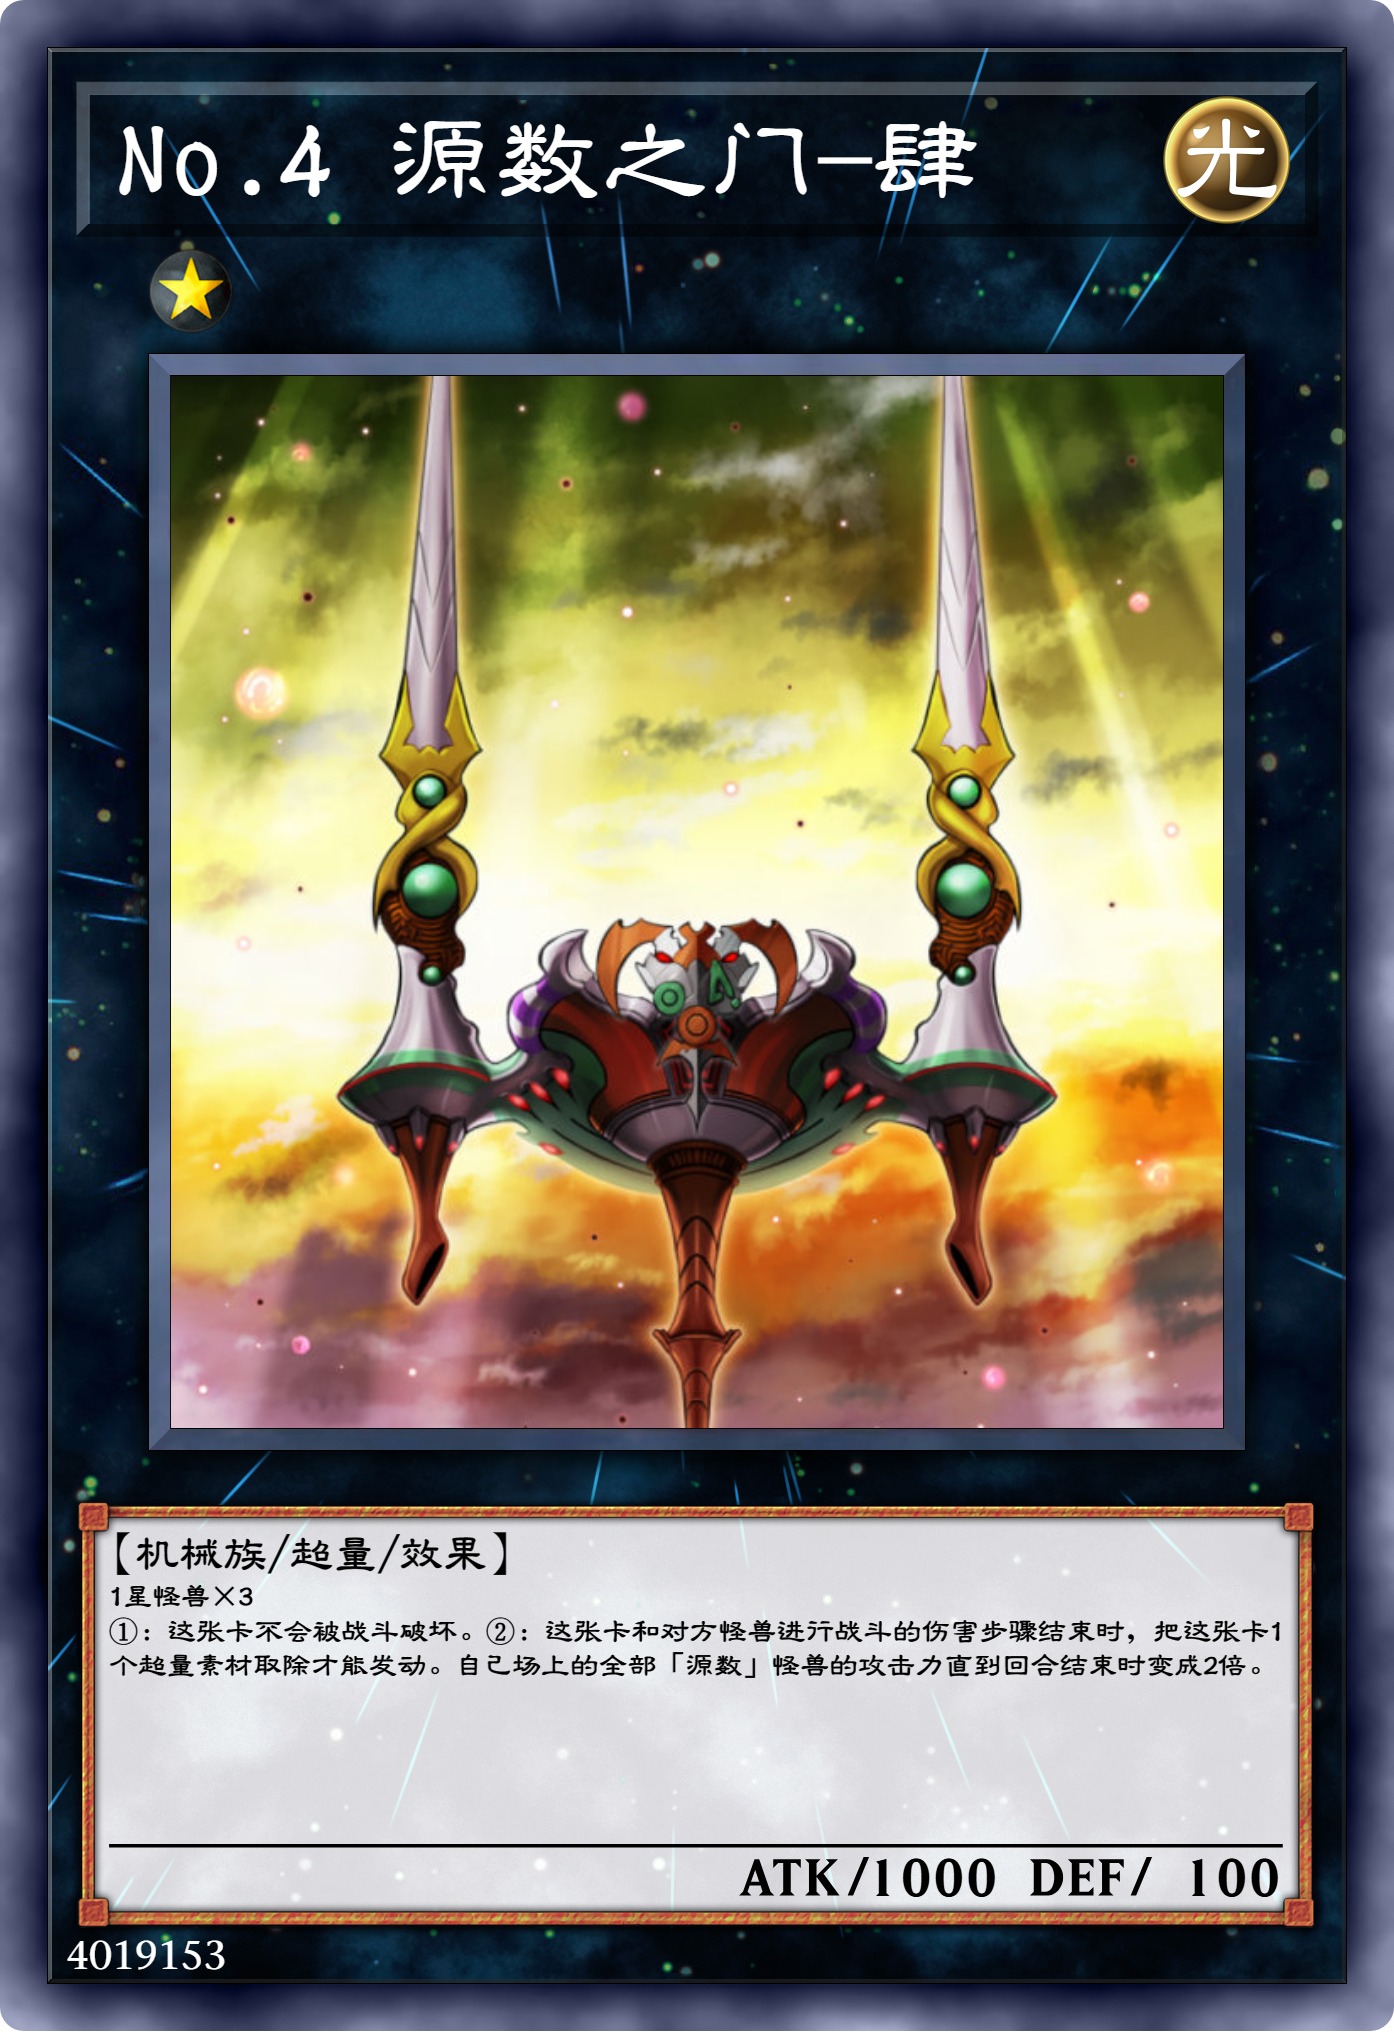 No.4 源数之门-肆
光
【机械族/超量/效果】
1星怪兽×3
①：这张卡不会被战斗破坏。②：这张卡和对方怪兽进行战斗的伤害步骤结束时，把这张卡1
个超量素材取除才能发动。自己场上的全部「源数」怪兽的攻击力直到回合结束时变成2倍。
ATK/1000 DEF/ 100
4019153